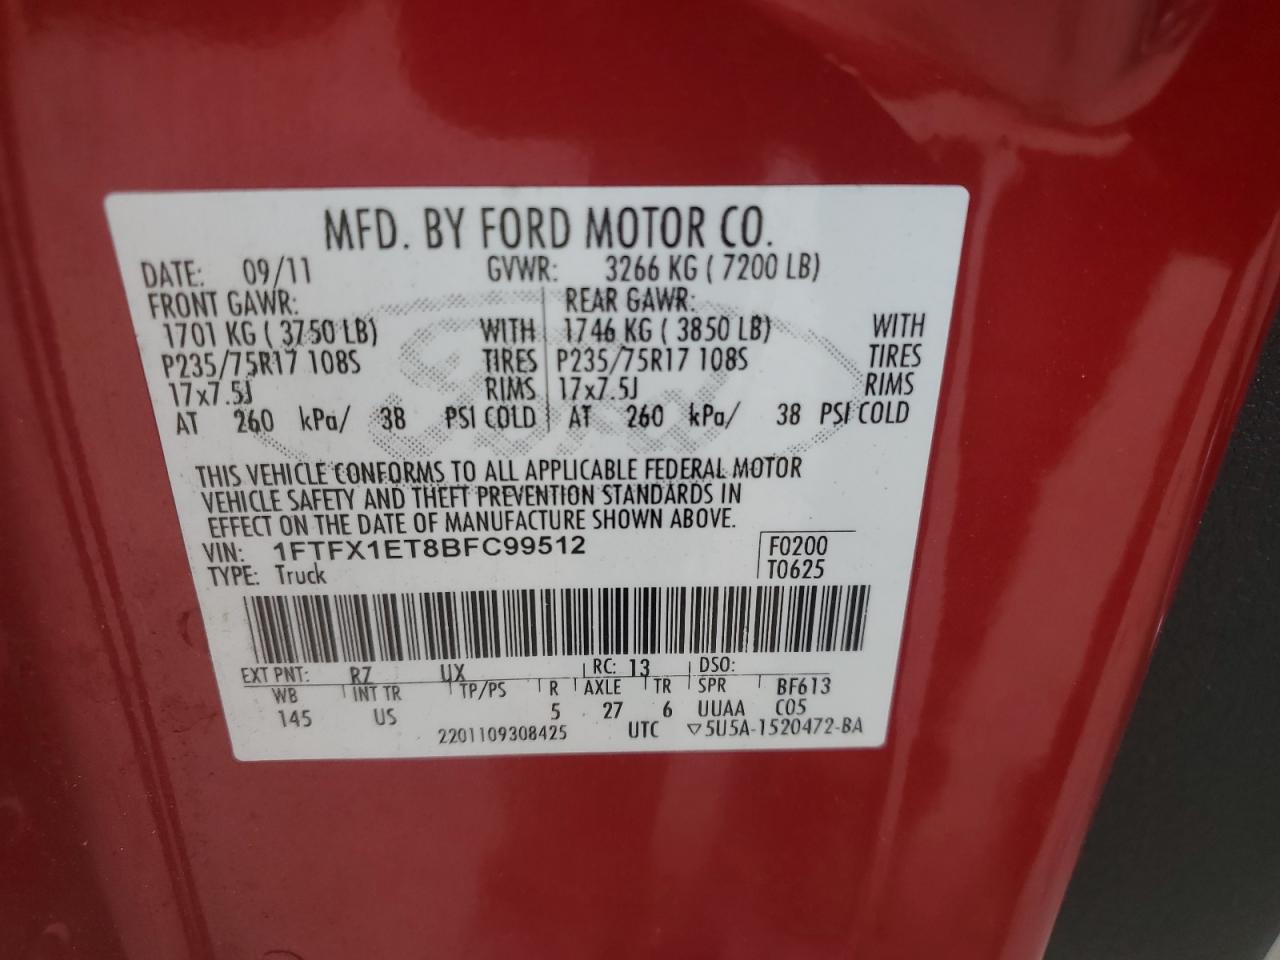 MFD. BY FORD MOTOR CO.
DATE: 09/11 GVWR: 3266 KG ( 7200 LB)
FRONT GAWR: REAR GAWR:
1701 KG ( 3750 LB) WITH 1746 KG ( 3850 LB) WITH
P235/75R17 108S TIRES P235/75R17 108S TIRES
17x7.5J RIMS 17x7.5J RIMS
AT 260 kPa/ 38 PSI COLD AT 260 kPa/ 38 PSI COLD
THIS VEHICLE CONFORMS TO ALL APPLICABLE FEDERAL MOTOR
VEHICLE SAFETY AND THEFT PREVENTION STANDARDS IN
EFFECT ON THE DATE OF MANUFACTURE SHOWN ABOVE.
VIN: 1FTFX1ET8BFC99512 F0200
TYPE: Truck T0625
EXT PNT: RZ UX RC: 13 DSO:
WB INT TR TP/PS R AXLE TR SPR BF613
145 US 5 27 6 UUAA C05
2201109308425 UTC ▽5U5A-1520472-BA